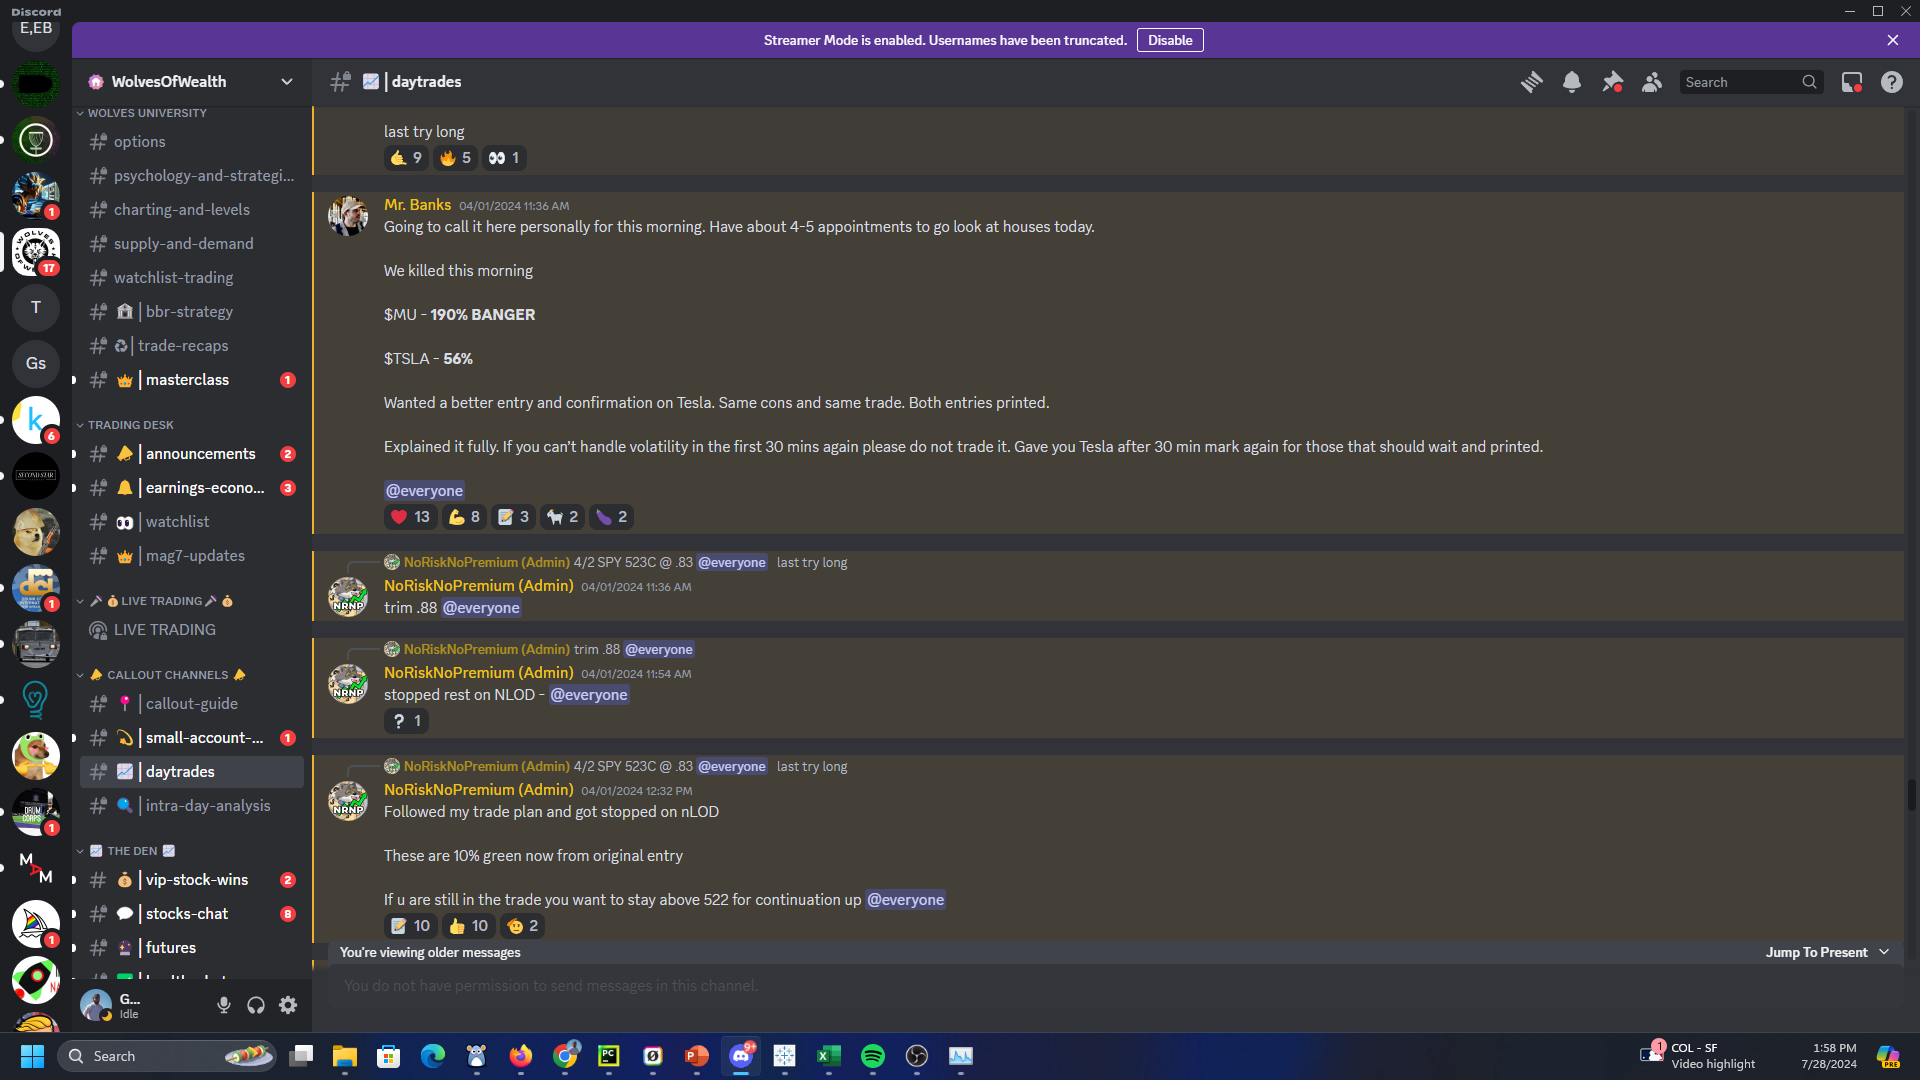 Discord
E,EB
Streamer Mode is enabled. Usernames have been truncated. Disable
WolvesOfWealth
| daytrades
Search
WOLVES UNIVERSITY
options
psychology-and-strategi...
charting-and-levels
supply-and-demand
watchlist-trading
| bbr-strategy
| trade-recaps
| masterclass 1
TRADING DESK
| announcements 2
| earnings-econo... 3
| watchlist
| mag7-updates
LIVE TRADING
LIVE TRADING
CALLOUT CHANNELS
| callout-guide
| small-account-... 1
| daytrades
| intra-day-analysis
THE DEN
| vip-stock-wins 2
| stocks-chat 8
| futures
1
17
T
Gs
k
6
SECOND STAR
dci
1
DRUM CORPS
1
M A M
1
G...
Idle
last try long
9 5 1
Mr. Banks 04/01/2024 11:36 AM
Going to call it here personally for this morning. Have about 4-5 appointments to go look at houses today.
We killed this morning
$MU - 190% BANGER
$TSLA - 56%
Wanted a better entry and confirmation on Tesla. Same cons and same trade. Both entries printed.
Explained it fully. If you can't handle volatility in the first 30 mins again please do not trade it. Gave you Tesla after 30 min mark again for those that should wait and printed.
@everyone
13 8 3 2 2
NoRiskNoPremium (Admin) 4/2 SPY 523C @ .83 @everyone last try long
NRNP
NoRiskNoPremium (Admin) 04/01/2024 11:36 AM
trim .88 @everyone
NoRiskNoPremium (Admin) trim .88 @everyone
NRNP
NoRiskNoPremium (Admin) 04/01/2024 11:54 AM
stopped rest on NLOD - @everyone
? 1
NoRiskNoPremium (Admin) 4/2 SPY 523C @ .83 @everyone last try long
NRNP
NoRiskNoPremium (Admin) 04/01/2024 12:32 PM
Followed my trade plan and got stopped on nLOD
These are 10% green now from original entry
If u are still in the trade you want to stay above 522 for continuation up @everyone
10 10 2
You're viewing older messages Jump To Present
You do not have permission to send messages in this channel.
Search
PC
9+
1
COL - SF
Video highlight
1:58 PM
7/28/2024
PRE